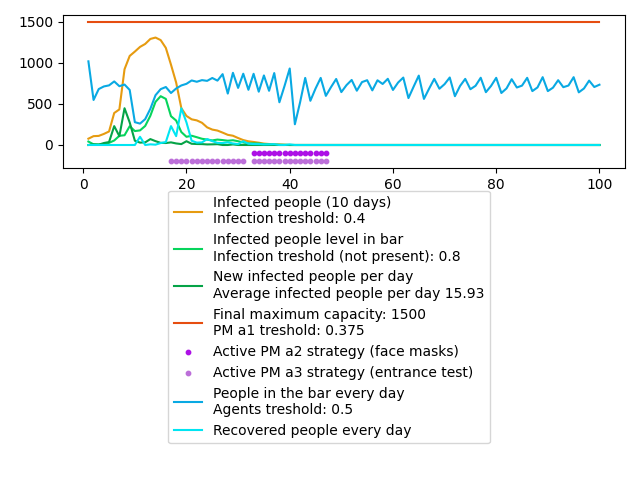 1500
1000
500
0
0
20
40
60
80
100
Infected people (10 days)
Infection treshold: 0.4
Infected people level in bar
Infection treshold (not present): 0.8
New infected people per day
Average infected people per day 15.93
Final maximum capacity: 1500
PM a1 treshold: 0.375
Active PM a2 strategy (face masks)
Active PM a3 strategy (entrance test)
People in the bar every day
Agents treshold: 0.5
Recovered people every day